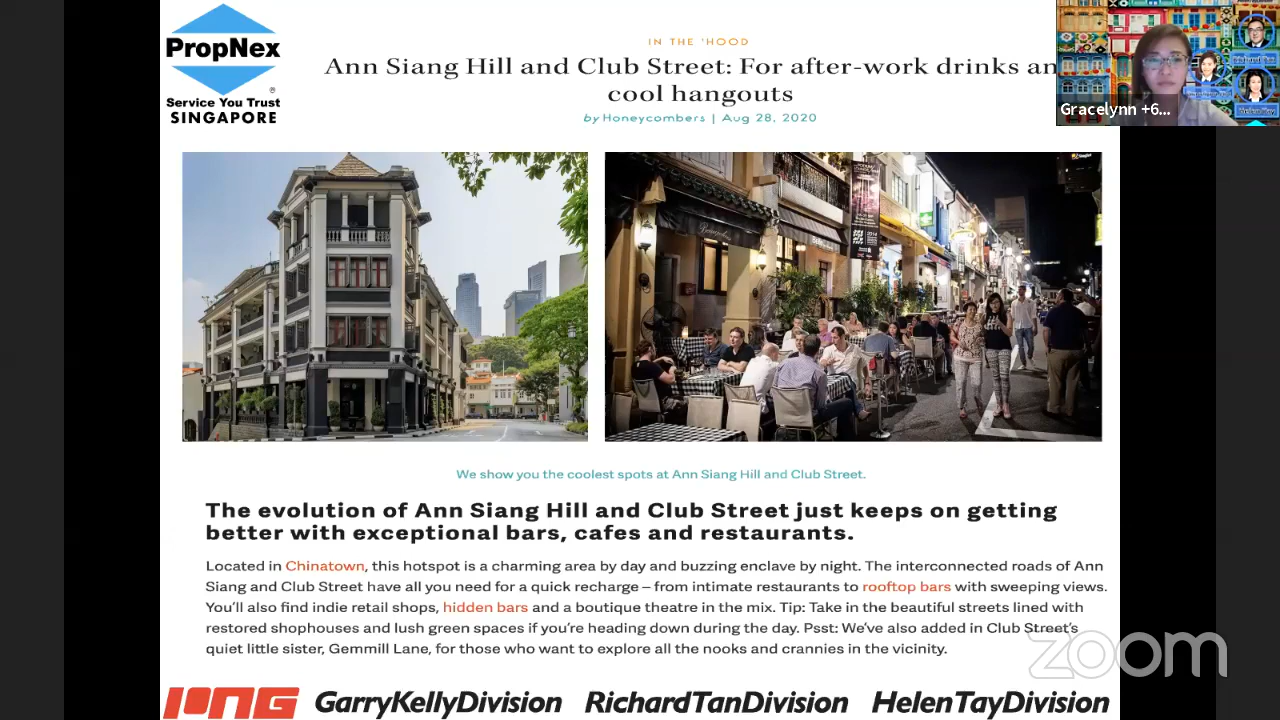 PropNex
®
Service You Trust
SINGAPORE
IN THE 'HOOD
Ann Siang Hill and Club Street: For after-work drinks an
cool hangouts
by Honeycombers | Aug 28, 2020
Gracelynn +6...
We show you the coolest spots at Ann Siang Hill and Club Street.
The evolution of Ann Siang Hill and Club Street just keeps on getting
better with exceptional bars, cafes and restaurants.
Located in Chinatown, this hotspot is a charming area by day and buzzing enclave by night. The interconnected roads of Ann
Siang and Club Street have all you need for a quick recharge – from intimate restaurants to rooftop bars with sweeping views.
You'll also find indie retail shops, hidden bars and a boutique theatre in the mix. Tip: Take in the beautiful streets lined with
restored shophouses and lush green spaces if you're heading down during the day. Psst: We've also added in Club Street's
quiet little sister, Gemmill Lane, for those who want to explore all the nooks and crannies in the vicinity.
zoom
PNG GarryKellyDivision RichardTanDivision HelenTayDivision